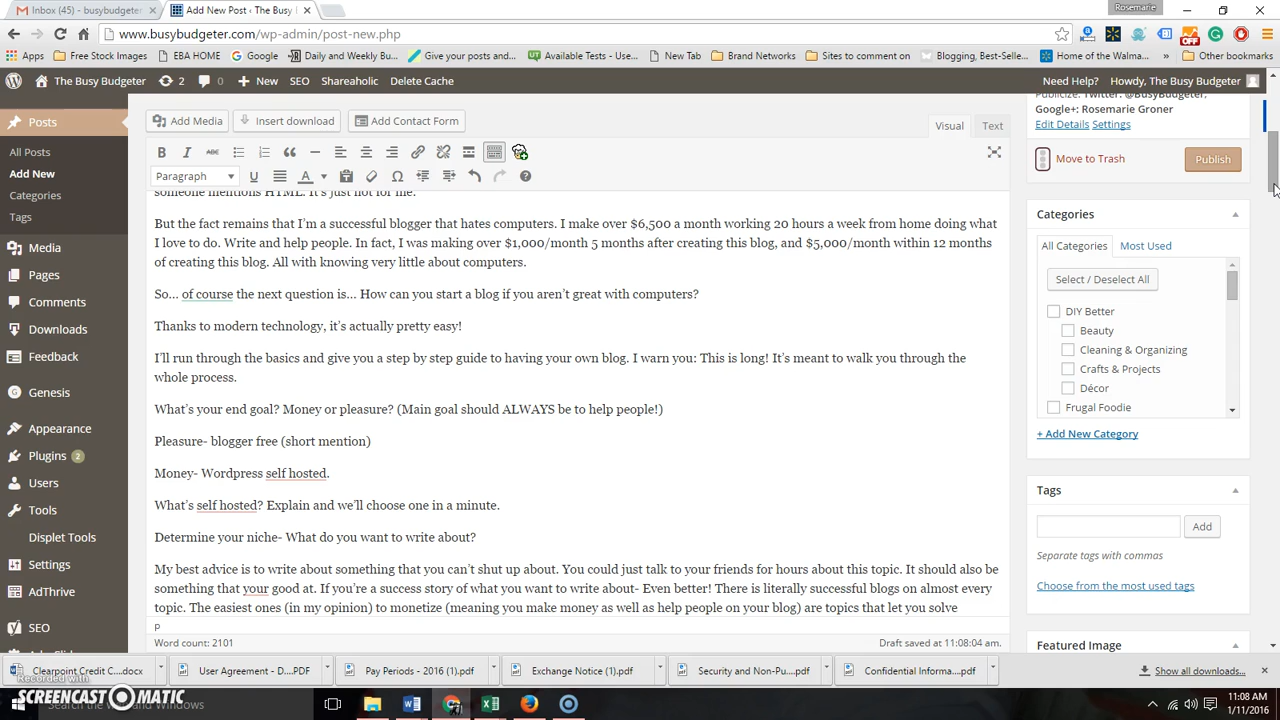 Inbox (45) - busybudgeter
Add New Post ‹ The Busy
Rosemarie
www.busybudgeter.com/wp-admin/post-new.php
Apps
Free Stock Images
EBA HOME
Google
Daily and Weekly Bu...
Give your posts and...
Available Tests - Use...
New Tab
Brand Networks
Sites to comment on
Blogging, Best-Selle...
Home of the Walma...
»
Other bookmarks
The Busy Budgeter
2
0
New
SEO
Shareaholic
Delete Cache
Need Help?
Howdy, The Busy Budgeter
Posts
All Posts
Add New
Categories
Tags
Media
Pages
Comments
Downloads
Feedback
Genesis
Appearance
Plugins 2
Users
Tools
Displet Tools
Settings
AdThrive
SEO
Add Media
Insert download
Add Contact Form
Visual
Text
Paragraph
someone mentions HTML. It's just not for me.
But the fact remains that I'm a successful blogger that hates computers. I make over $6,500 a month working 20 hours a week from home doing what
I love to do. Write and help people. In fact, I was making over $1,000/month 5 months after creating this blog, and $5,000/month within 12 months
of creating this blog. All with knowing very little about computers.
So... of course the next question is... How can you start a blog if you aren't great with computers?
Thanks to modern technology, it's actually pretty easy!
I'll run through the basics and give you a step by step guide to having your own blog. I warn you: This is long! It's meant to walk you through the
whole process.
What's your end goal? Money or pleasure? (Main goal should ALWAYS be to help people!)
Pleasure- blogger free (short mention)
Money- Wordpress self hosted.
What's self hosted? Explain and we'll choose one in a minute.
Determine your niche- What do you want to write about?
My best advice is to write about something that you can't shut up about. You could just talk to your friends for hours about this topic. It should also be
something that your good at. If you're a success story of what you want to write about- Even better! There is literally successful blogs on almost every
topic. The easiest ones (in my opinion) to monetize (meaning you make money as well as help people on your blog) are topics that let you solve
p
Word count: 2101
Draft saved at 11:08:04 am.
Publicize: Twitter: @BusyBudgeter,
Google+: Rosemarie Groner
Edit Details Settings
Move to Trash
Publish
Categories
All Categories
Most Used
Select / Deselect All
DIY Better
Beauty
Cleaning & Organizing
Crafts & Projects
Décor
Frugal Foodie
+ Add New Category
Tags
Add
Separate tags with commas
Choose from the most used tags
Featured Image
Clearpoint Credit C....docx
User Agreement - D....PDF
Pay Periods - 2016 (1).pdf
Exchange Notice (1).pdf
Security and Non-Pu....pdf
Confidential Informa....pdf
Show all downloads...
Recorded with
SCREENCAST-O-MATIC
11:08 AM
1/11/2016